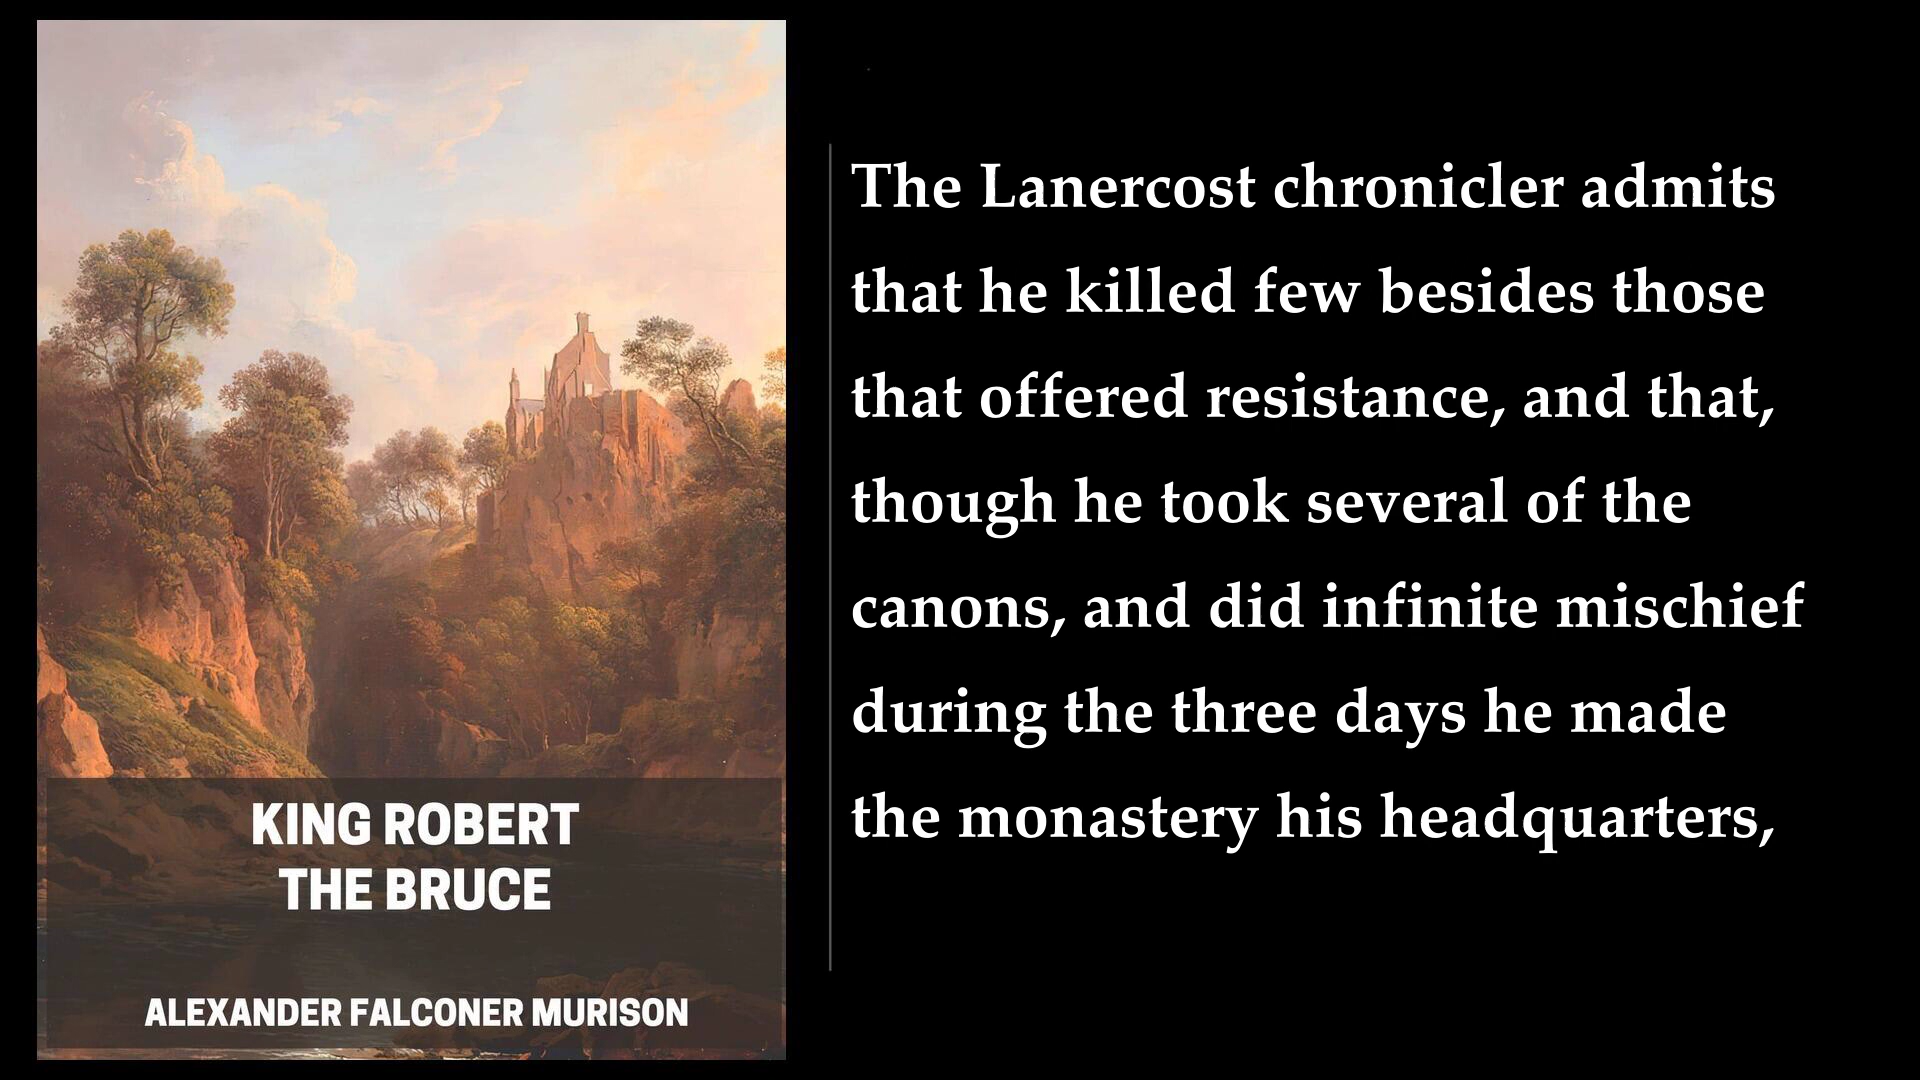 KING ROBERT
THE BRUCE
ALEXANDER FALCONER MURISON
The Lanercost chronicler admits
that he killed few besides those
that offered resistance, and that,
though he took several of the
canons, and did infinite mischief
during the three days he made
the monastery his headquarters,